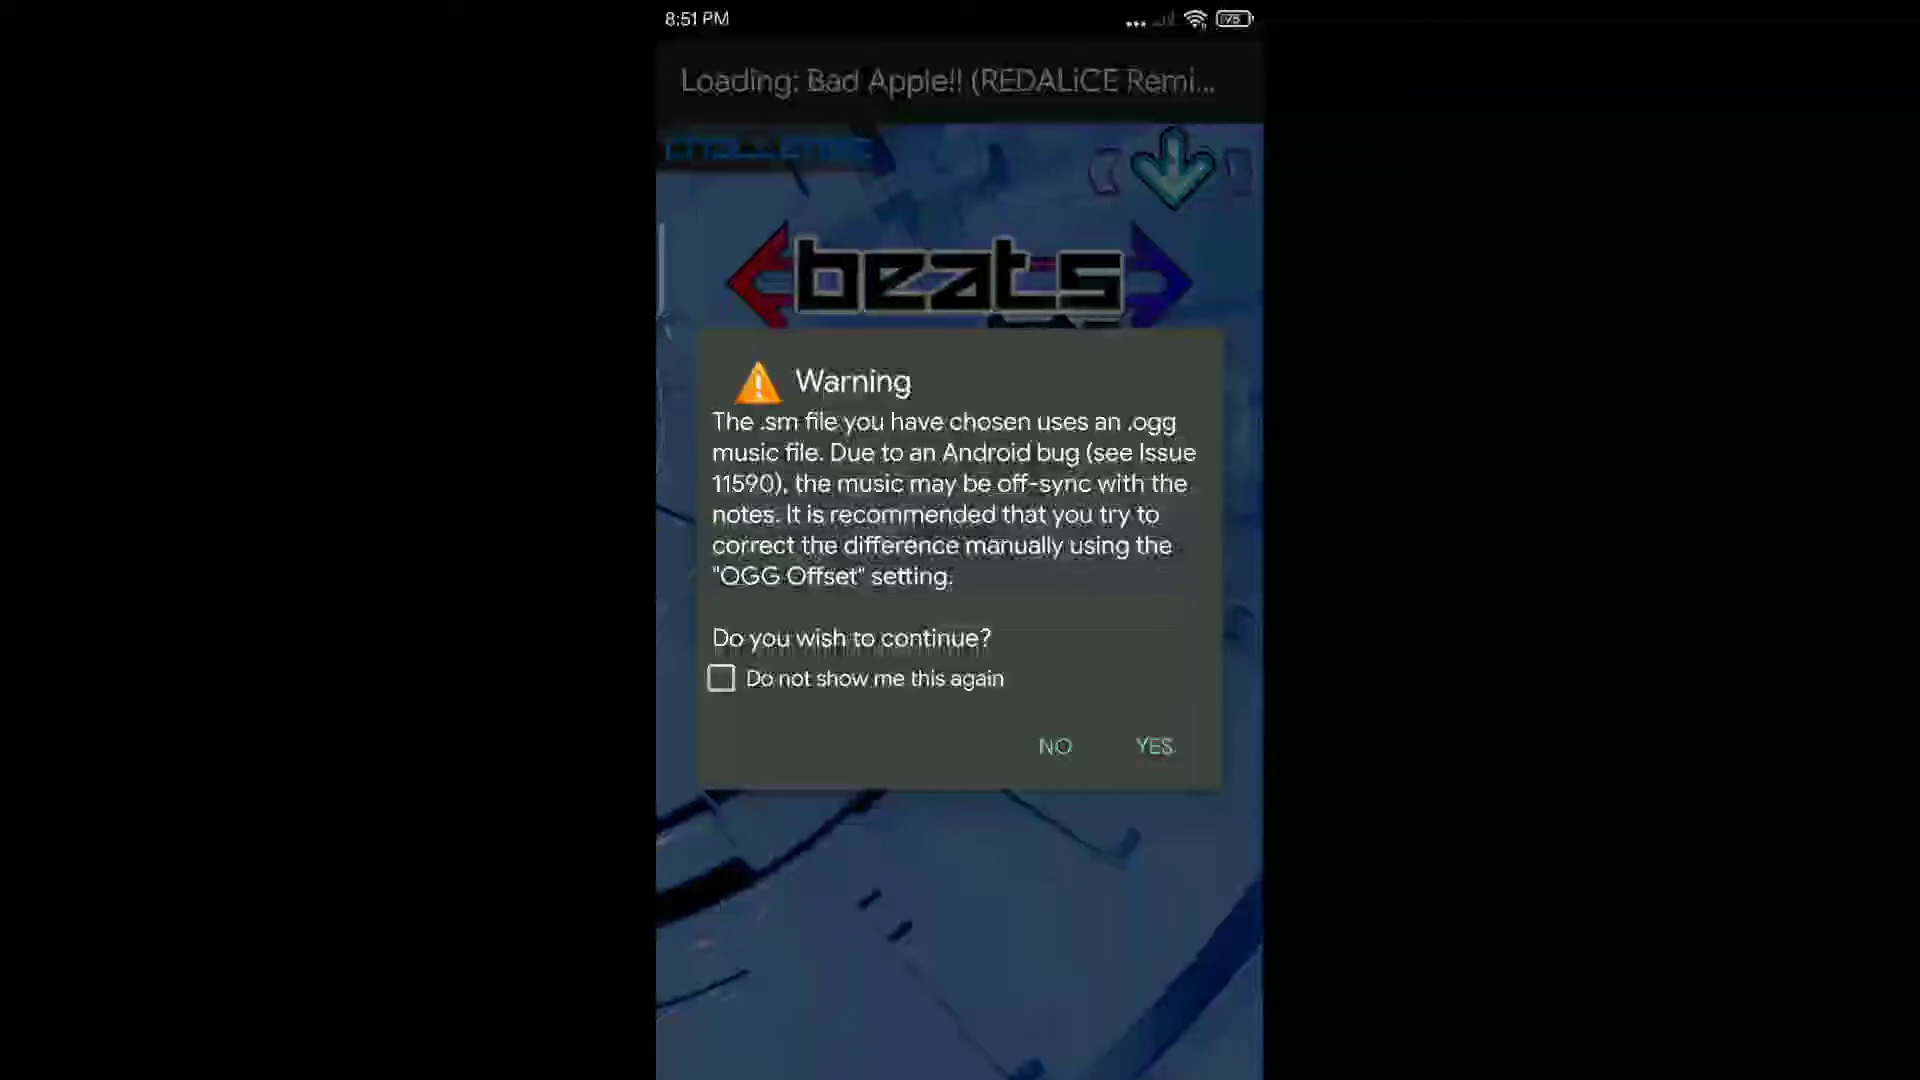 8:51 PM
75
Loading: Bad Apple!! (REDALiCE Remi...
CHALLENGE
beats
Warning
The .sm file you have chosen uses an .ogg
music file. Due to an Android bug (see Issue
11590), the music may be off-sync with the
notes. It is recommended that you try to
correct the difference manually using the
"OGG Offset" setting.
Do you wish to continue?
Do not show me this again
NO
YES